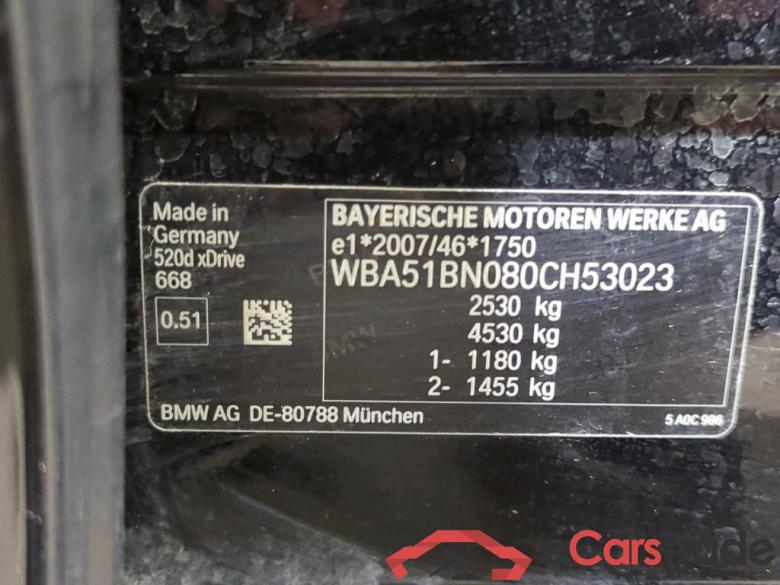 Made in
Germany
520d xDrive
668
0.51
BAYERISCHE MOTOREN WERKE AG
e1*2007/46*1750
WBA51BN080CH53023
2530 kg
4530 kg
1- 1180 kg
2- 1455 kg
BMW AG DE-80788 München
5 A0C 986